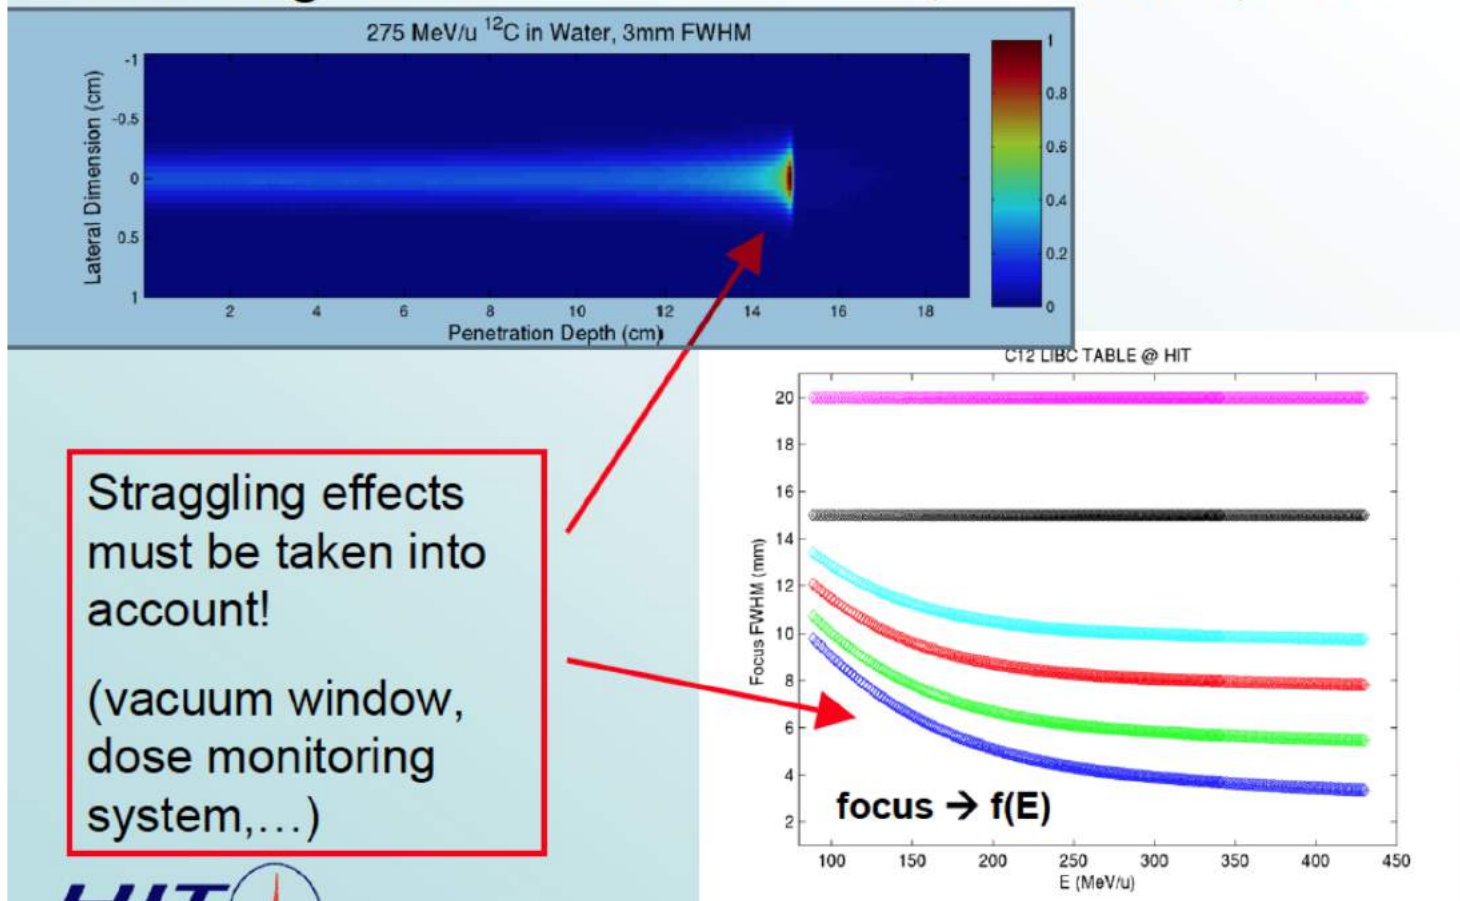 275 MeV/u ¹²C in Water, 3mm FWHM
Lateral Dimension (cm)
-1
-0.5
0
0.5
1
2 4 6 8 10 12 14 16 18
Penetration Depth (cm)
1
0.8
0.6
0.4
0.2
0
Straggling effects
must be taken into
account!
(vacuum window,
dose monitoring
system,…)
C12 LIBC TABLE @ HIT
Focus FWHM (mm)
20
18
16
14
12
10
8
6
4
2
focus → f(E)
100 150 200 250 300 350 400 450
E (MeV/u)
HIT